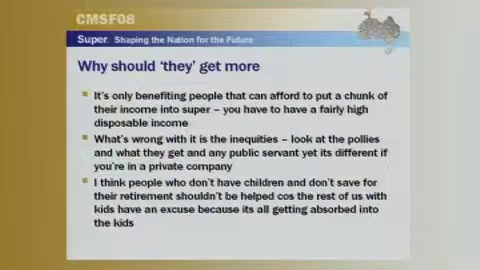 CMSF08
Super. Shaping the Nation for the Future
Why should 'they' get more
It's only benefiting people that can afford to put a chunk of
their income into super – you have to have a fairly high
disposable income
What's wrong with it is the inequities – look at the pollies
and what they get and any public servant yet its different if
you're in a private company
I think people who don't have children and don't save for
their retirement shouldn't be helped cos the rest of us with
kids have an excuse because its all getting absorbed into
the kids